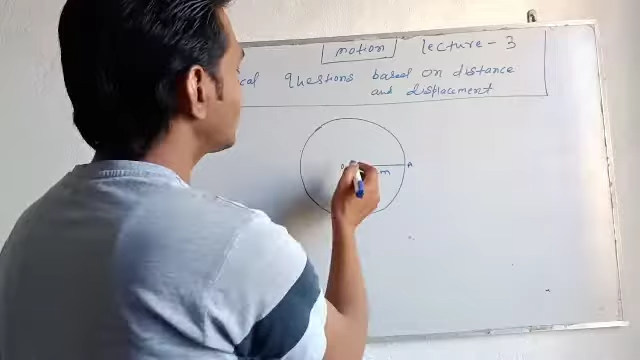 motion lecture - 3
Questions based on distance
and displacement
A
m